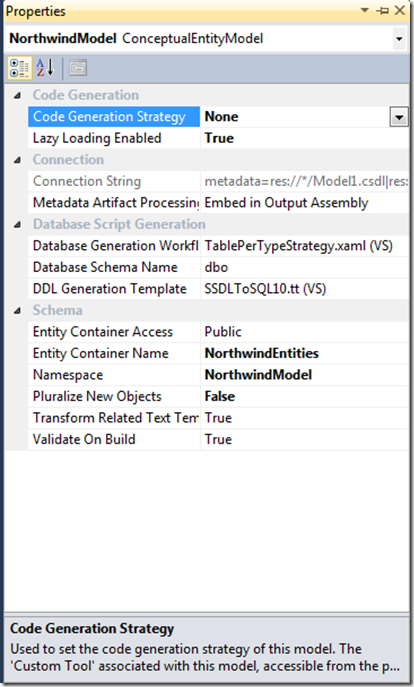 Properties
NorthwindModel ConceptualEntityModel
Code Generation
Code Generation Strategy None
Lazy Loading Enabled True
Connection
Connection String metadata=res://*/Model1.csdl|res:
Metadata Artifact Processing Embed in Output Assembly
Database Script Generation
Database Generation Workfl TablePerTypeStrategy.xaml (VS)
Database Schema Name dbo
DDL Generation Template SSDLToSQL10.tt (VS)
Schema
Entity Container Access Public
Entity Container Name NorthwindEntities
Namespace NorthwindModel
Pluralize New Objects False
Transform Related Text Tem True
Validate On Build True
Code Generation Strategy
Used to set the code generation strategy of this model. The
'Custom Tool' associated with this model, accessible from the p...